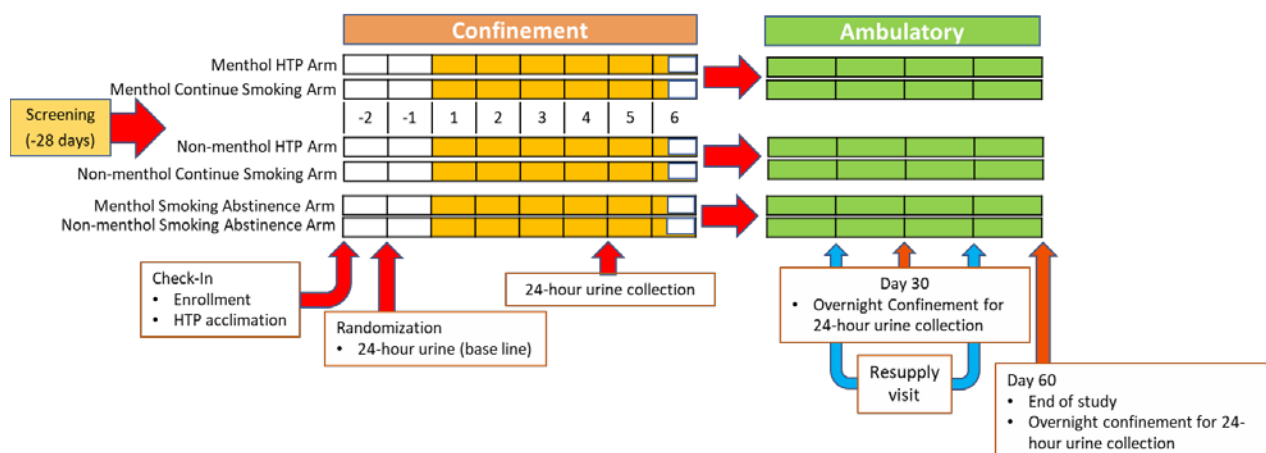 Confinement
Ambulatory
Menthol HTP Arm
Menthol Continue Smoking Arm
Screening
(-28 days)
-2 -1 1 2 3 4 5 6
Non-menthol HTP Arm
Non-menthol Continue Smoking Arm
Menthol Smoking Abstinence Arm
Non-menthol Smoking Abstinence Arm
Check-In
• Enrollment
• HTP acclimation
Randomization
• 24-hour urine (base line)
24-hour urine collection
Day 30
• Overnight Confinement for
24-hour urine collection
Resupply
visit
Day 60
• End of study
• Overnight confinement for 24-
hour urine collection